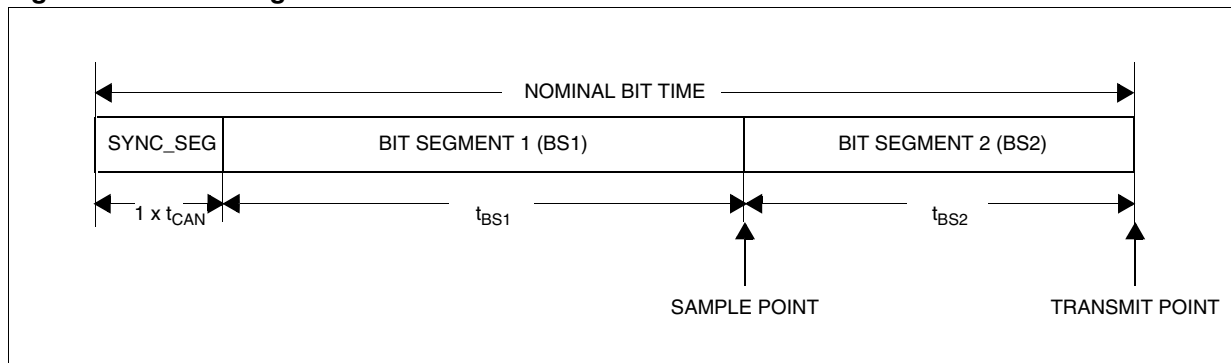 NOMINAL BIT TIME
SYNC_SEG BIT SEGMENT 1 (BS1) BIT SEGMENT 2 (BS2)
1 x tCAN tBS1 tBS2
SAMPLE POINT TRANSMIT POINT